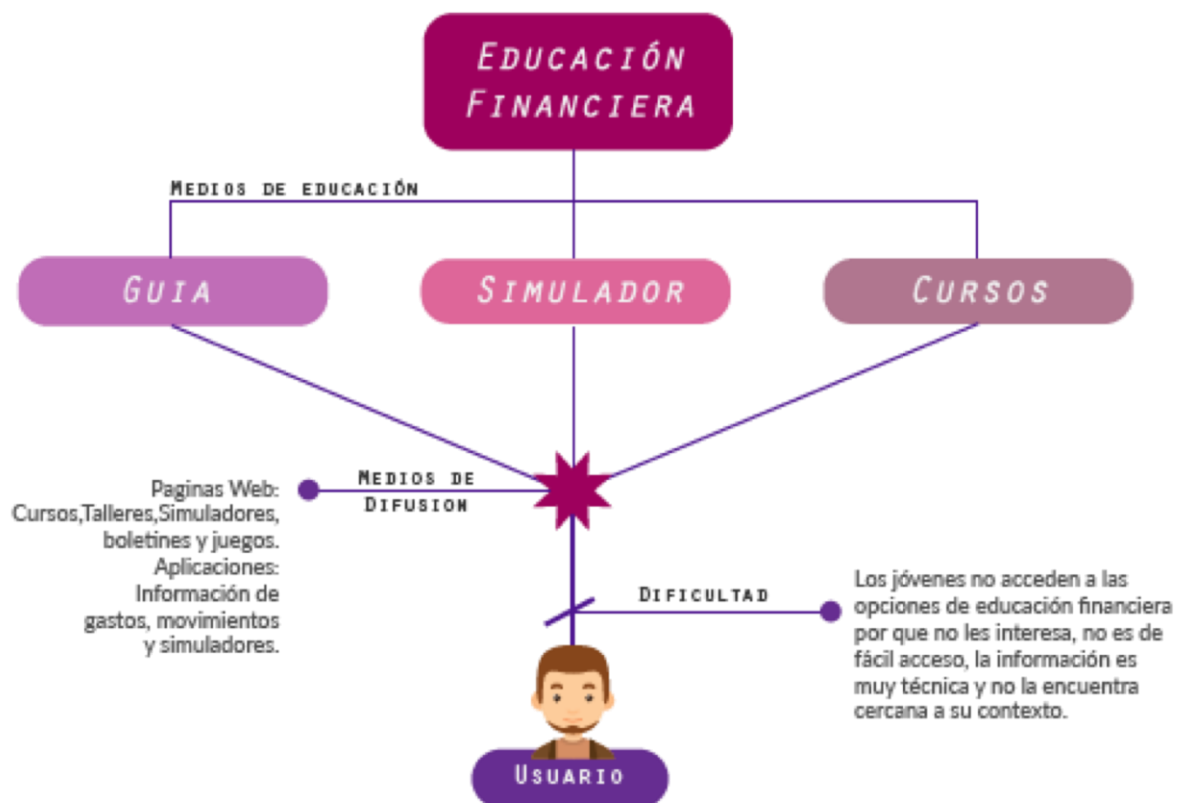 EDUCACIÓN
FINANCIERA
MEDIOS DE EDUCACIÓN
GUIA
SIMULADOR
CURSOS
MEDIOS DE
DIFUSION
Paginas Web:
Cursos,Talleres,Simuladores,
boletines y juegos.
Aplicaciones:
Información de
gastos, movimientos
y simuladores.
DIFICULTAD
Los jóvenes no acceden a las
opciones de educación financiera
por que no les interesa, no es de
fácil acceso, la información es
muy técnica y no la encuentra
cercana a su contexto.
USUARIO